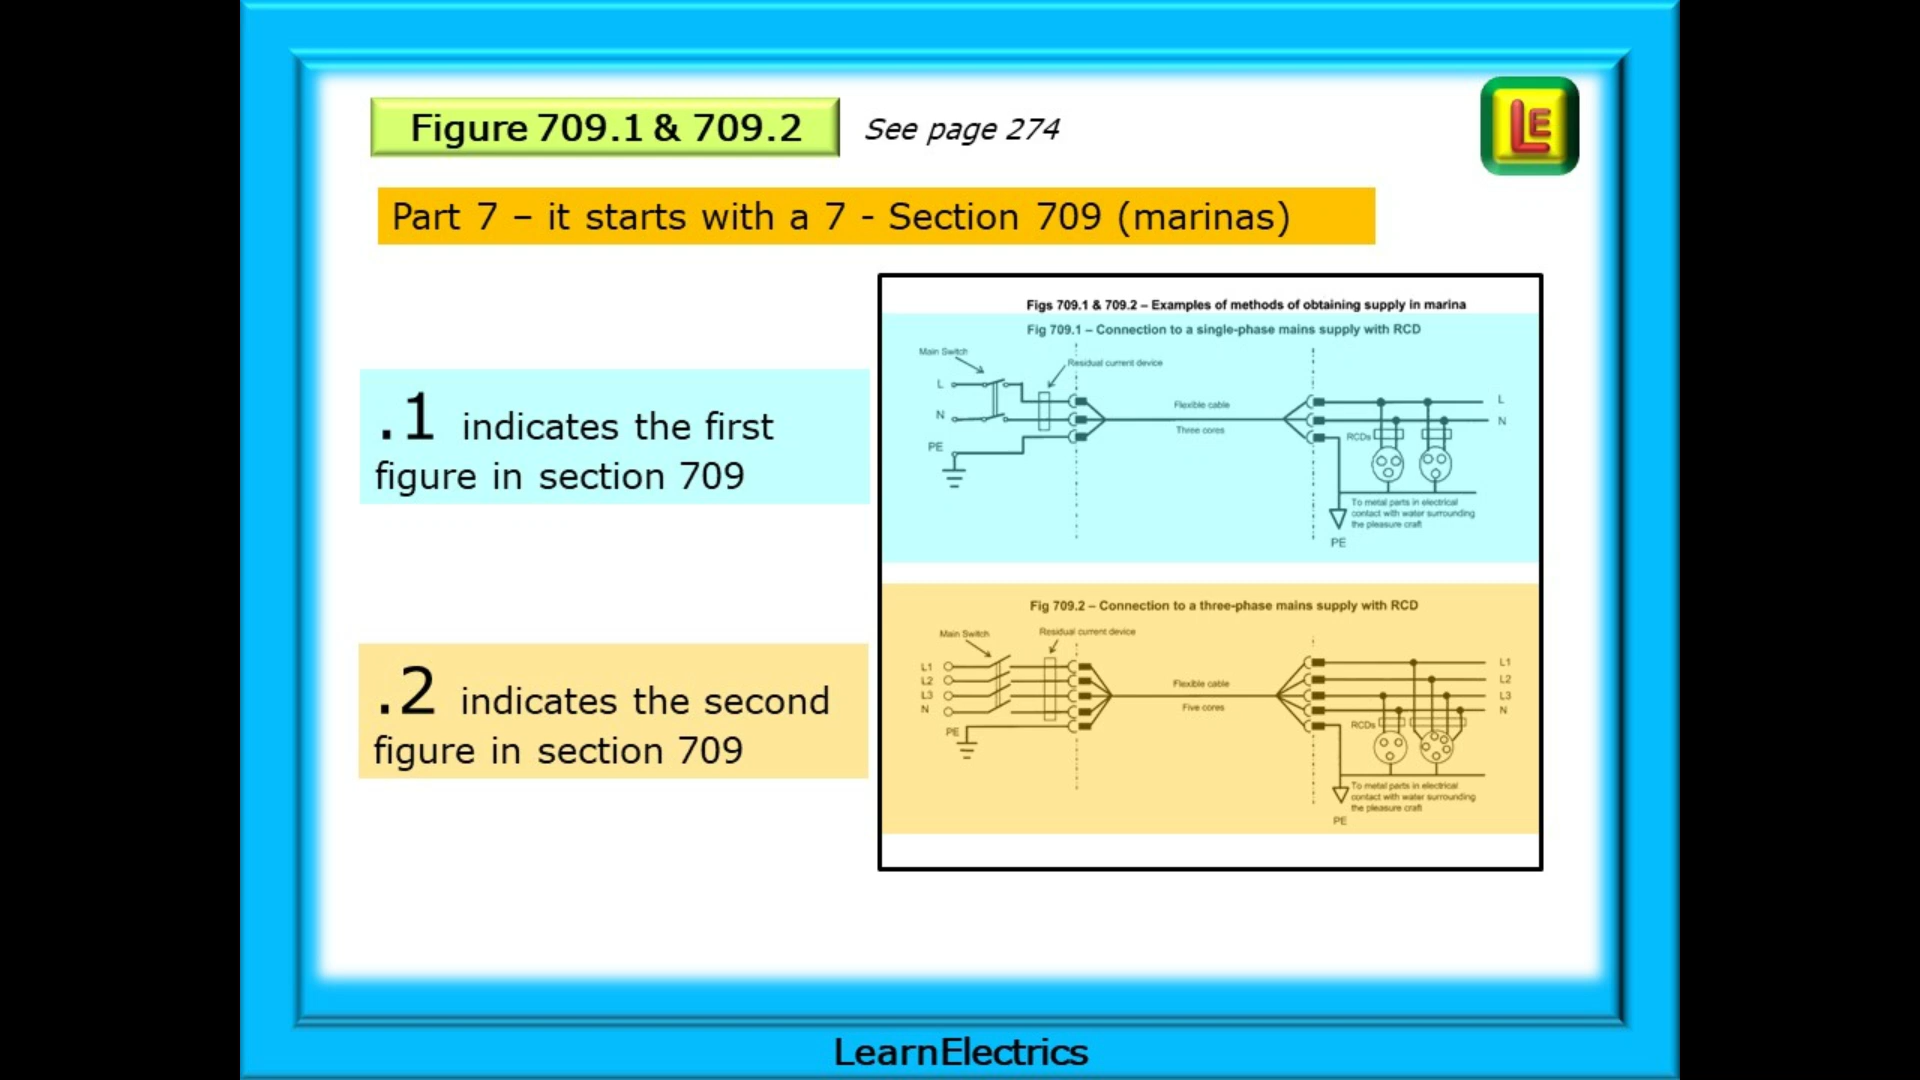 Figure 709.1 & 709.2
See page 274
LE
Part 7 – it starts with a 7 - Section 709 (marinas)
.1 indicates the first
figure in section 709
.2 indicates the second
figure in section 709
Figs 709.1 & 709.2 – Examples of methods of obtaining supply in marina
Fig 709.1 – Connection to a single-phase mains supply with RCD
Main Switch
Residual current device
L
N
PE
Flexible cable
Three cores
L
N
RCDs
To metal parts in electrical
contact with water surrounding
the pleasure craft
PE
Fig 709.2 – Connection to a three-phase mains supply with RCD
Main Switch
Residual current device
L1
L2
L3
N
PE
Flexible cable
Five cores
L1
L2
L3
N
RCDs
To metal parts in electrical
contact with water surrounding
the pleasure craft
PE
LearnElectrics